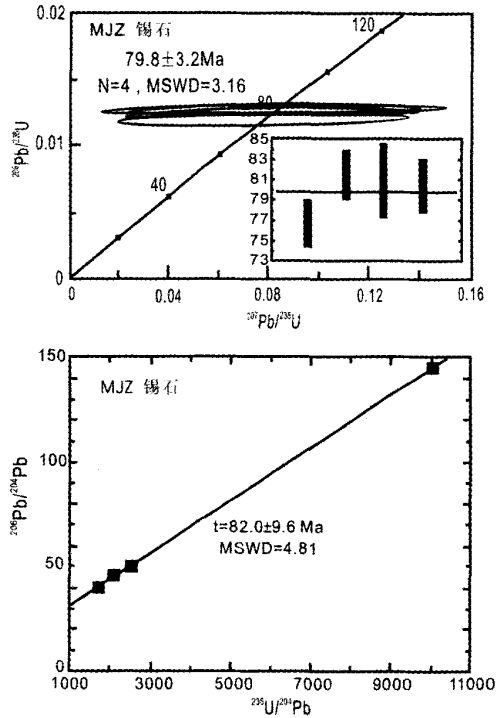 0.02
MJZ 锡石
120
79.8±3.2Ma
N=4 , MSWD=3.16
80
0.01
40
85
83
81
79
77
75
73
²⁰⁶Pb/²³⁸U
0
0 0.04 0.08 0.12 0.16
²⁰⁷Pb/²³⁵U
150
MJZ 锡石
100
²⁰⁶Pb/²⁰⁴Pb
t=82.0±9.6 Ma
MSWD=4.81
50
0
1000 3000 5000 7000 9000 11000
²³⁸U/²⁰⁴Pb